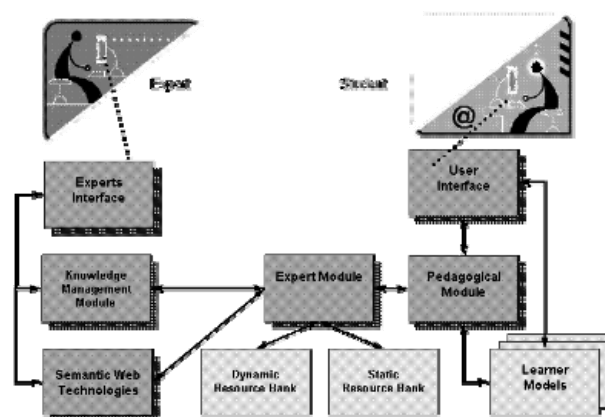 Expert
Student
@
Experts
Interface
User
Interface
Knowledge
Management
Module
Expert Module
Pedagogical
Module
Semantic Web
Technologies
Dynamic
Resource Bank
Static
Resource Bank
Learner
Models